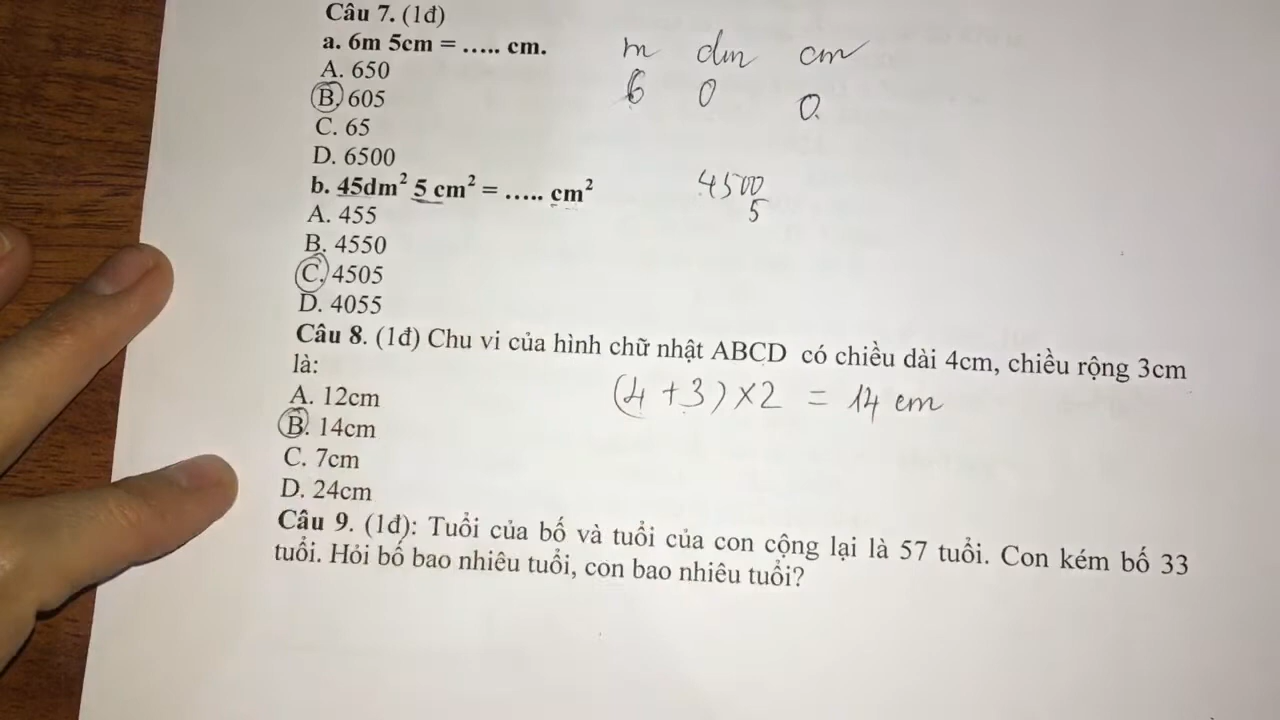 Câu 7. (1đ)
a. 6m 5cm = ..... cm.
m dm cm
A. 650
6 0 0.
B. 605
C. 65
D. 6500
b. 45dm² 5 cm² = ..... cm²
4500
5
A. 455
B. 4550
C. 4505
D. 4055
Câu 8. (1đ) Chu vi của hình chữ nhật ABCD có chiều dài 4cm, chiều rộng 3cm
là:
A. 12cm
(4 + 3) × 2 = 14 cm
B. 14cm
C. 7cm
D. 24cm
Câu 9. (1đ): Tuổi của bố và tuổi của con cộng lại là 57 tuổi. Con kém bố 33
tuổi. Hỏi bố bao nhiêu tuổi, con bao nhiêu tuổi?